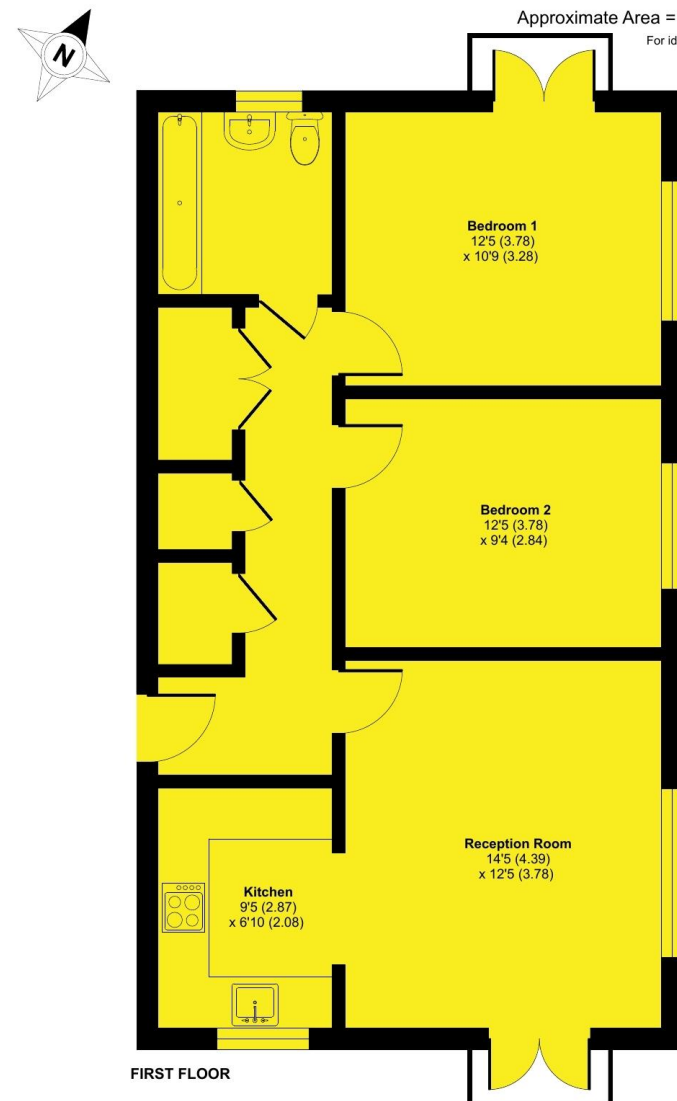 Approximate Area =
For id
N
Bedroom 1
12'5 (3.78)
x 10'9 (3.28)
Bedroom 2
12'5 (3.78)
x 9'4 (2.84)
Reception Room
14'5 (4.39)
x 12'5 (3.78)
Kitchen
9'5 (2.87)
x 6'10 (2.08)
FIRST FLOOR